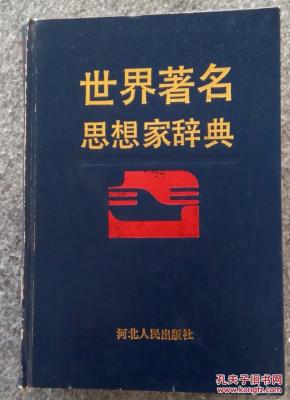 世界著名
思想家辞典
河北人民出版社
孔夫子旧书网